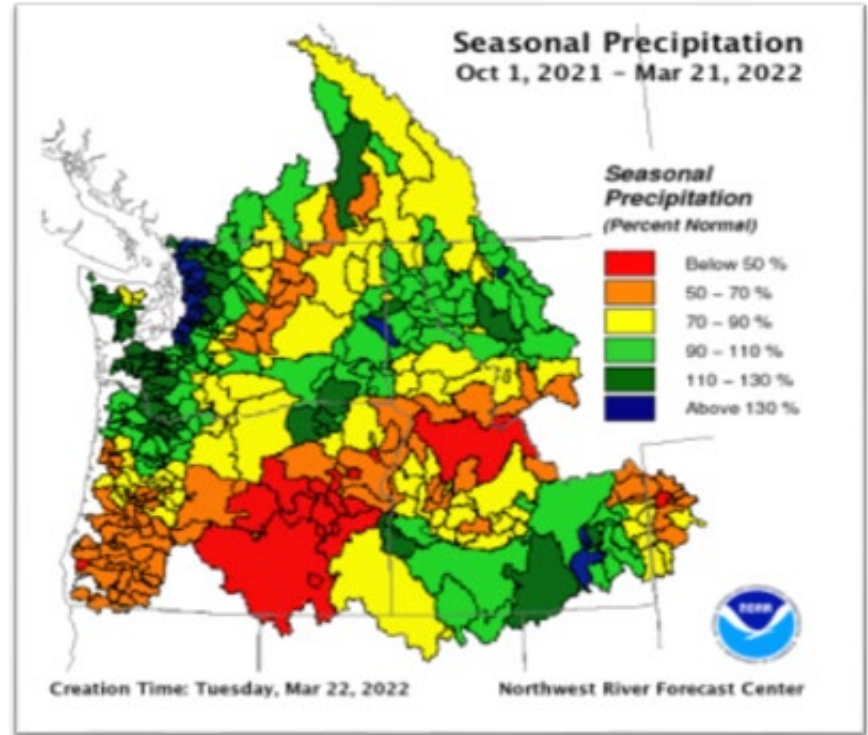 Seasonal Precipitation
Oct 1, 2021 – Mar 21, 2022
Seasonal
Precipitation
(Percent Normal)
Below 50 %
50 – 70 %
70 – 90 %
90 – 110 %
110 – 130 %
Above 130 %
noaa
Creation Time: Tuesday, Mar 22, 2022
Northwest River Forecast Center